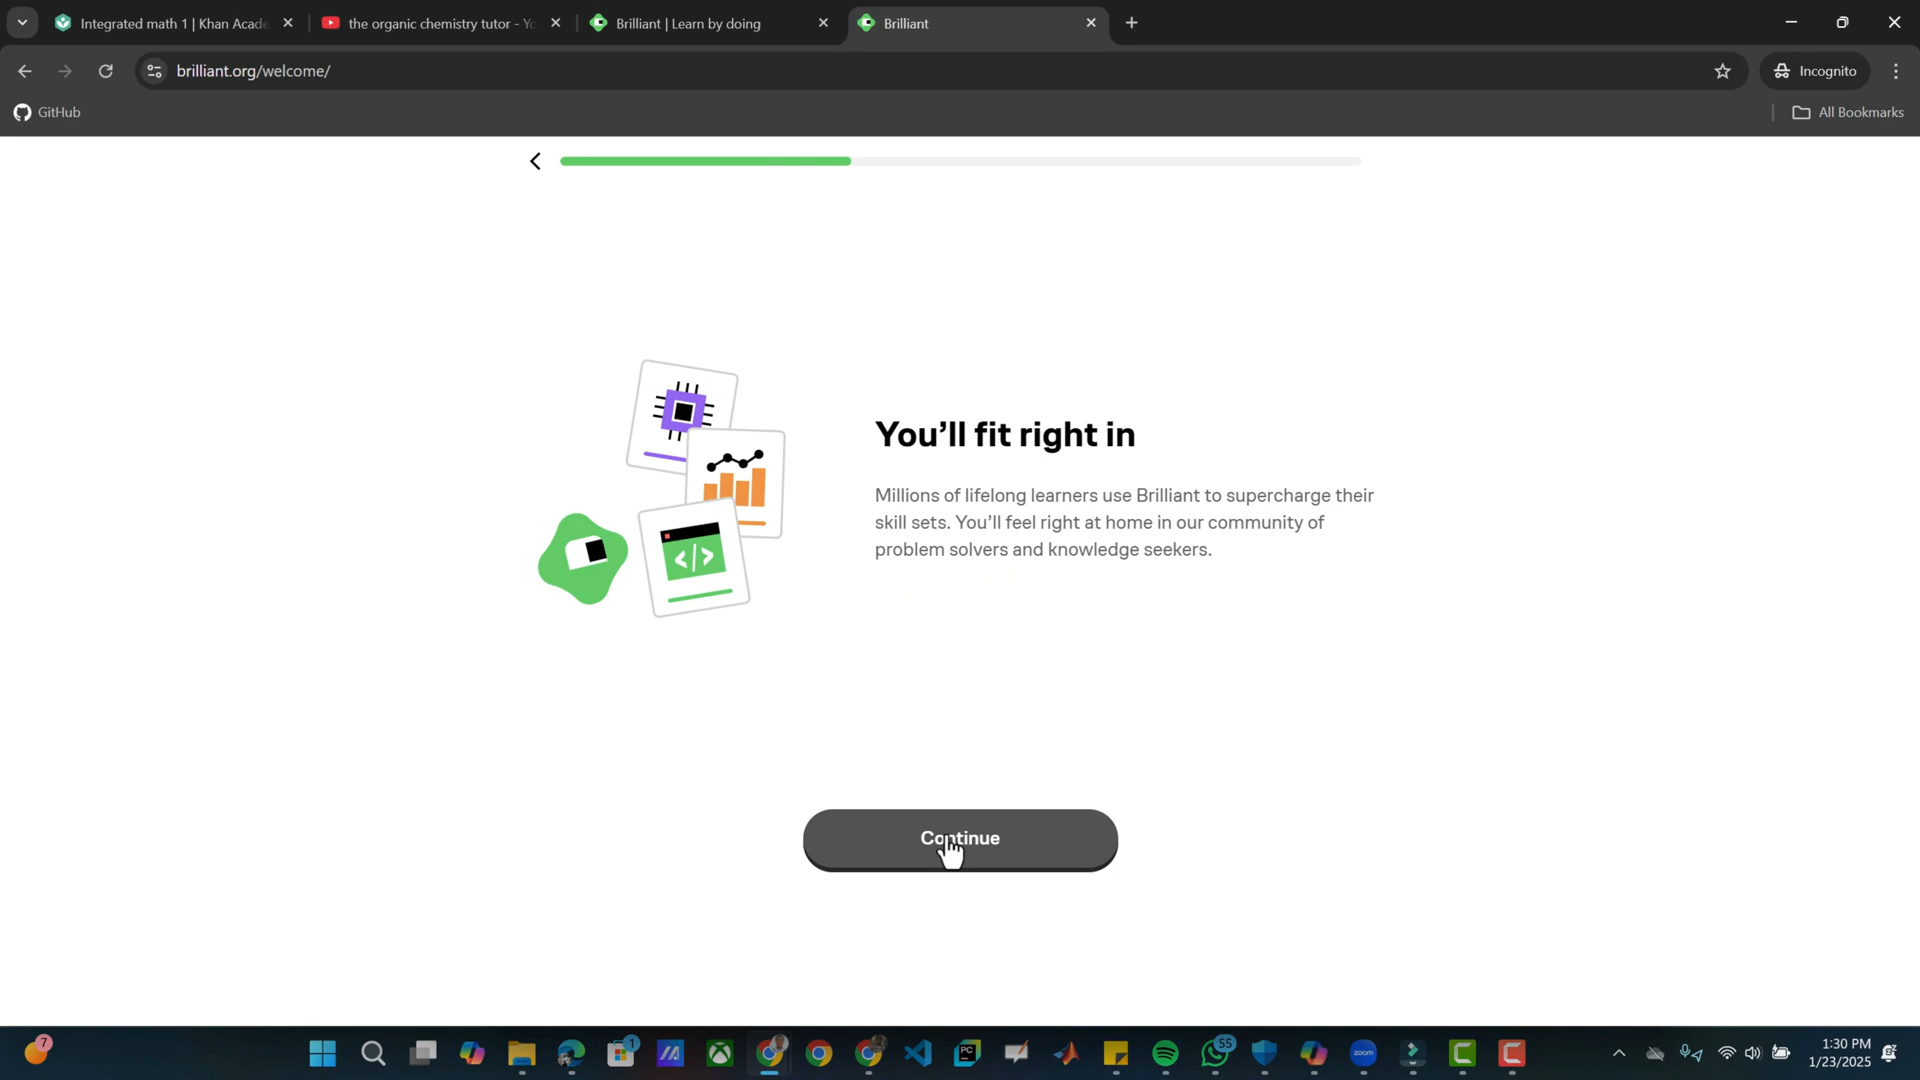 Integrated math 1 | Khan Acade
the organic chemistry tutor - Yo
Brilliant | Learn by doing
Brilliant
brilliant.org/welcome/
Incognito
GitHub
All Bookmarks
You’ll fit right in
Millions of lifelong learners use Brilliant to supercharge their
skill sets. You’ll feel right at home in our community of
problem solvers and knowledge seekers.
</>
Continue
7
1
PC
55
zoom
1:30 PM
1/23/2025